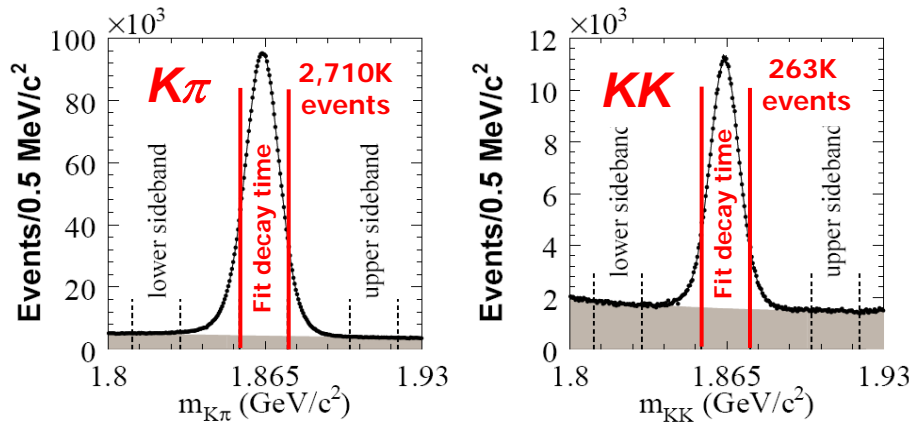 ×10³
Events/0.5 MeV/c²
100
80
60
40
20
0
Kπ
2,710K
events
lower sideband
Fit decay time
upper sideband
1.8
1.865
1.93
m_Kπ (GeV/c²)
×10³
Events/0.5 MeV/c²
12
10
8
6
4
2
0
KK
263K
events
lower sideband
Fit decay time
upper sideband
1.8
1.865
1.93
m_KK (GeV/c²)